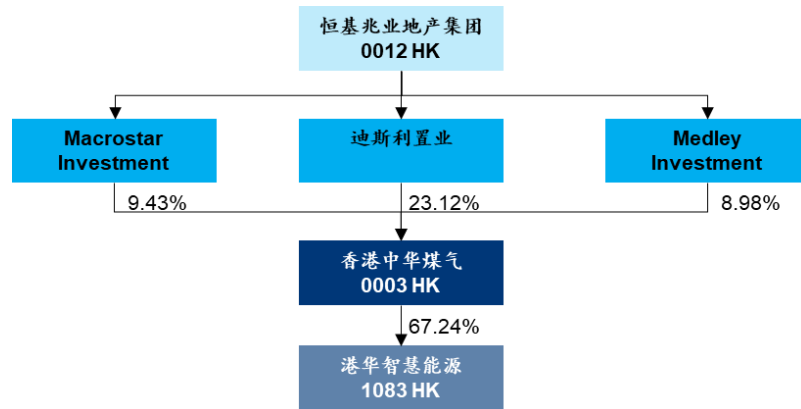 恒基兆业地产集团
0012 HK
Macrostar
Investment
迪斯利置业
Medley
Investment
9.43%
23.12%
8.98%
香港中华煤气
0003 HK
67.24%
港华智慧能源
1083 HK